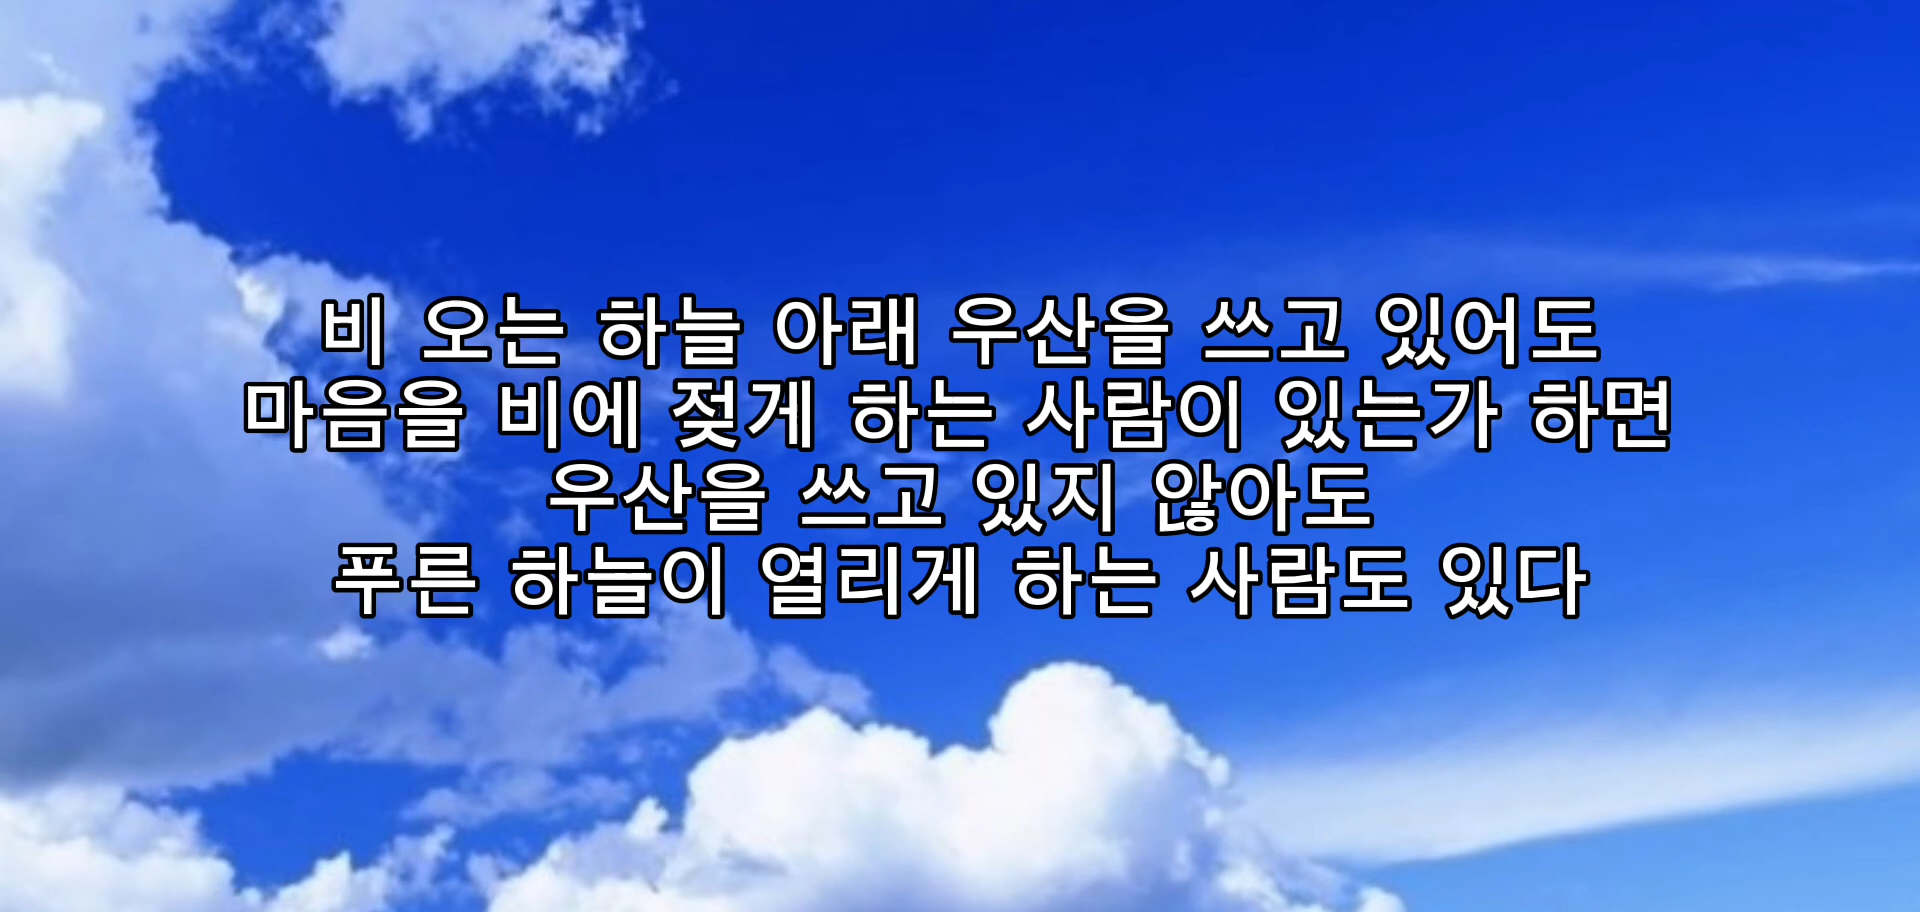 비 오는 하늘 아래 우산을 쓰고 있어도
마음을 비에 젖게 하는 사람이 있는가 하면
우산을 쓰고 있지 않아도
푸른 하늘이 열리게 하는 사람도 있다